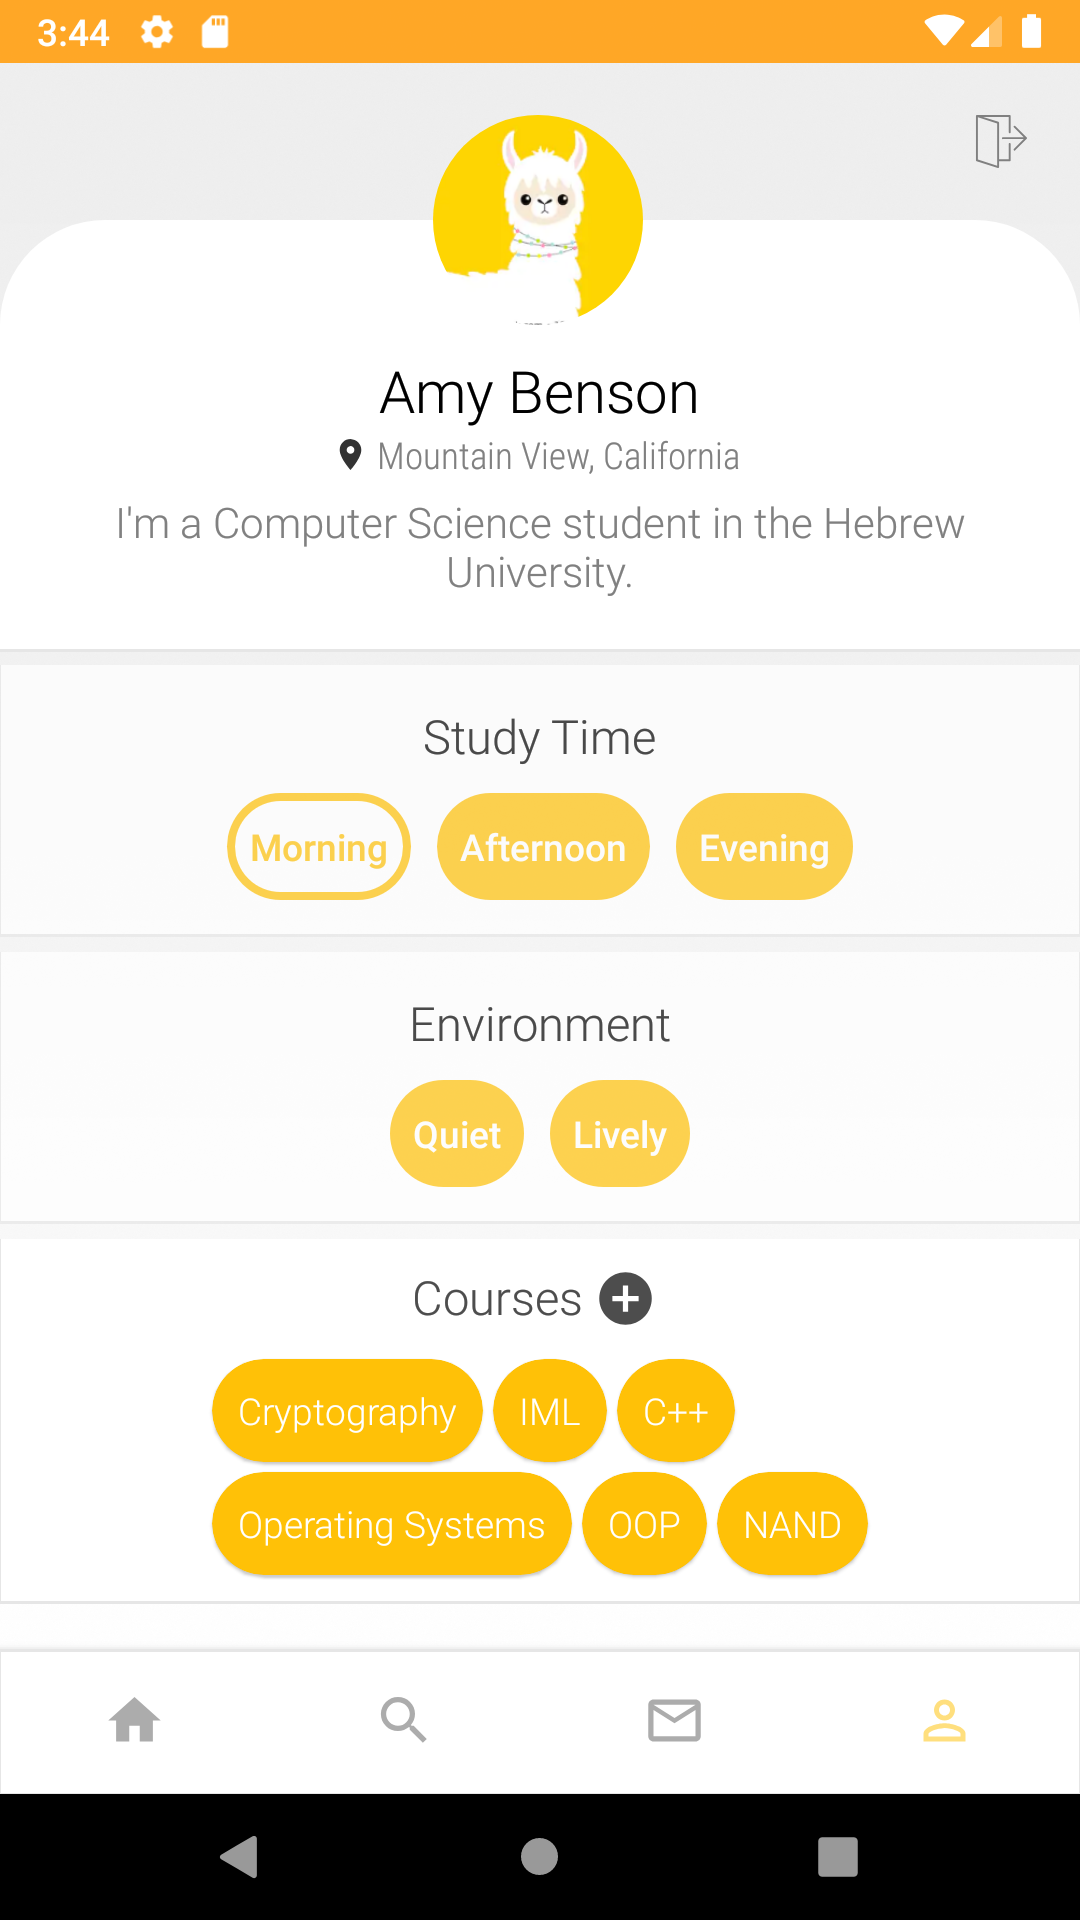 3:44
Amy Benson
Mountain View, California
I'm a Computer Science student in the Hebrew
University.
Study Time
Morning Afternoon Evening
Environment
Quiet Lively
Courses
Cryptography IML C++
Operating Systems OOP NAND